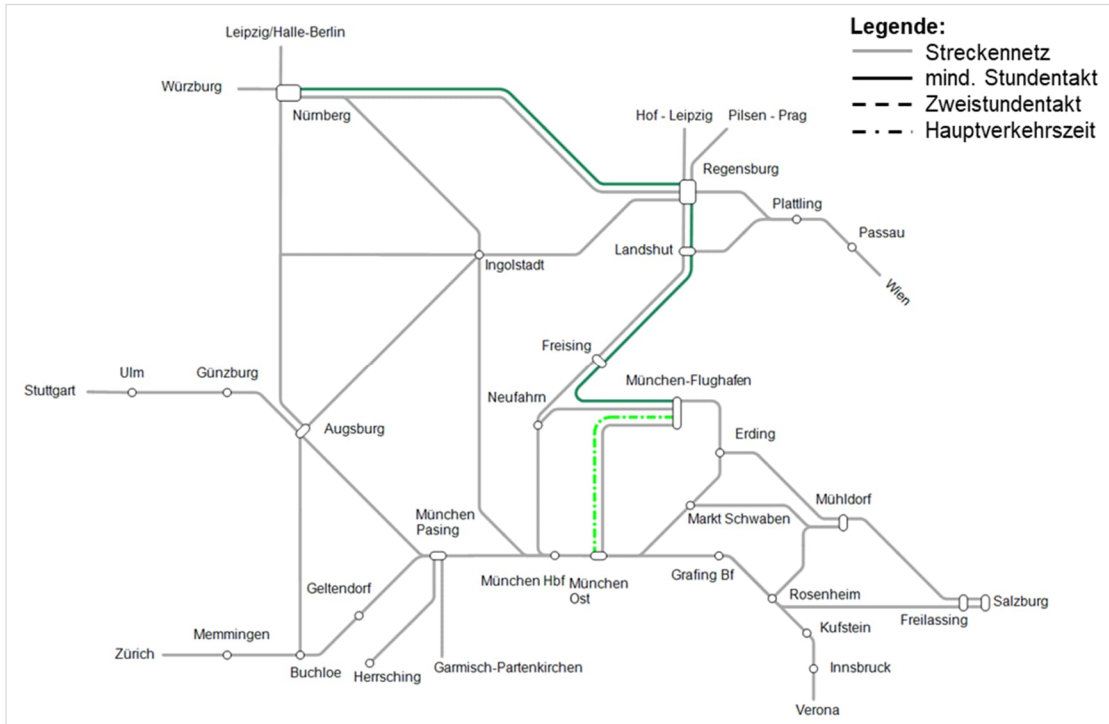 Legende:
Streckennetz
mind. Stundentakt
Zweistundentakt
Hauptverkehrszeit
Leipzig/Halle-Berlin
Würzburg
Nürnberg
Hof - Leipzig
Pilsen - Prag
Regensburg
Plattling
Passau
Wien
Landshut
Ingolstadt
Freising
München-Flughafen
Stuttgart
Ulm
Günzburg
Neufahrn
Augsburg
Erding
Mühldorf
München
Pasing
Markt Schwaben
München Hbf
München
Ost
Grafing Bf
Geltendorf
Rosenheim
Salzburg
Freilassing
Memmingen
Kufstein
Zürich
Buchloe
Herrsching
Garmisch-Partenkirchen
Innsbruck
Verona